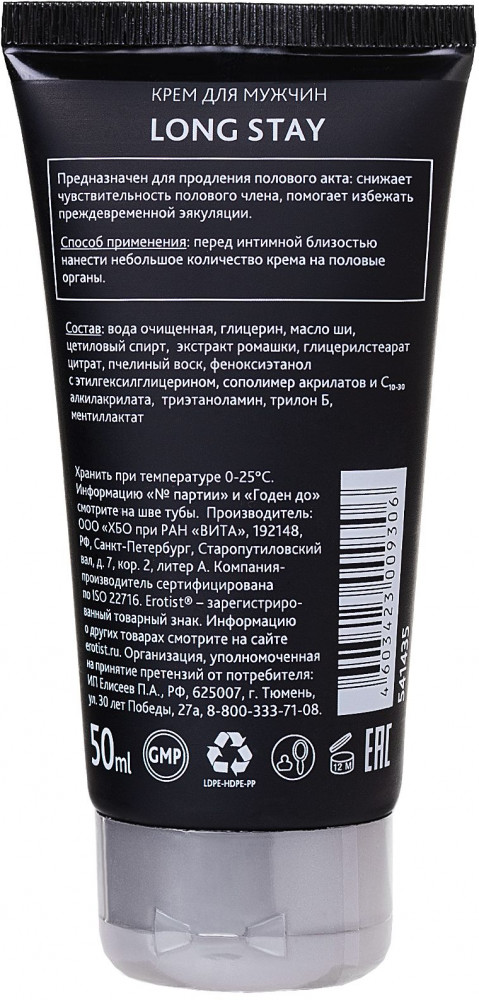 КРЕМ ДЛЯ МУЖЧИН
LONG STAY
Предназначен для продления полового акта: снижает
чувствительность полового члена, помогает избежать
преждевременной эякуляции.
Способ применения: перед интимной близостью
нанести небольшое количество крема на половые
органы.
Состав: вода очищенная, глицерин, масло ши,
цетиловый спирт, экстракт ромашки, глицерилстеарат
цитрат, пчелиный воск, феноксиэтанол
с этилгексилглицерином, сополимер акрилатов и C10-30
алкилакрилата, триэтаноламин, трилон Б,
ментиллактат
Хранить при температуре 0-25°С.
Информацию «№ партии» и «Годен до»
смотрите на шве тубы. Производитель:
ООО «ХБО при РАН «ВИТА», 192148,
РФ, Санкт-Петербург, Старопутиловский
вал, д. 7, кор. 2, литер А. Компания-
производитель сертифицирована
по ISO 22716. Erotist® – зарегистриро-
ванный товарный знак. Информацию
о других товарах смотрите на сайте
erotist.ru. Организация, уполномоченная
на принятие претензий от потребителя:
ИП Елисеев П.А., РФ, 625007, г. Тюмень,
ул. 30 лет Победы, 27а, 8-800-333-71-08.
4 603423 009306
541435
50ml
GMP
LDPE-HDPE-PP
12 M
EAC